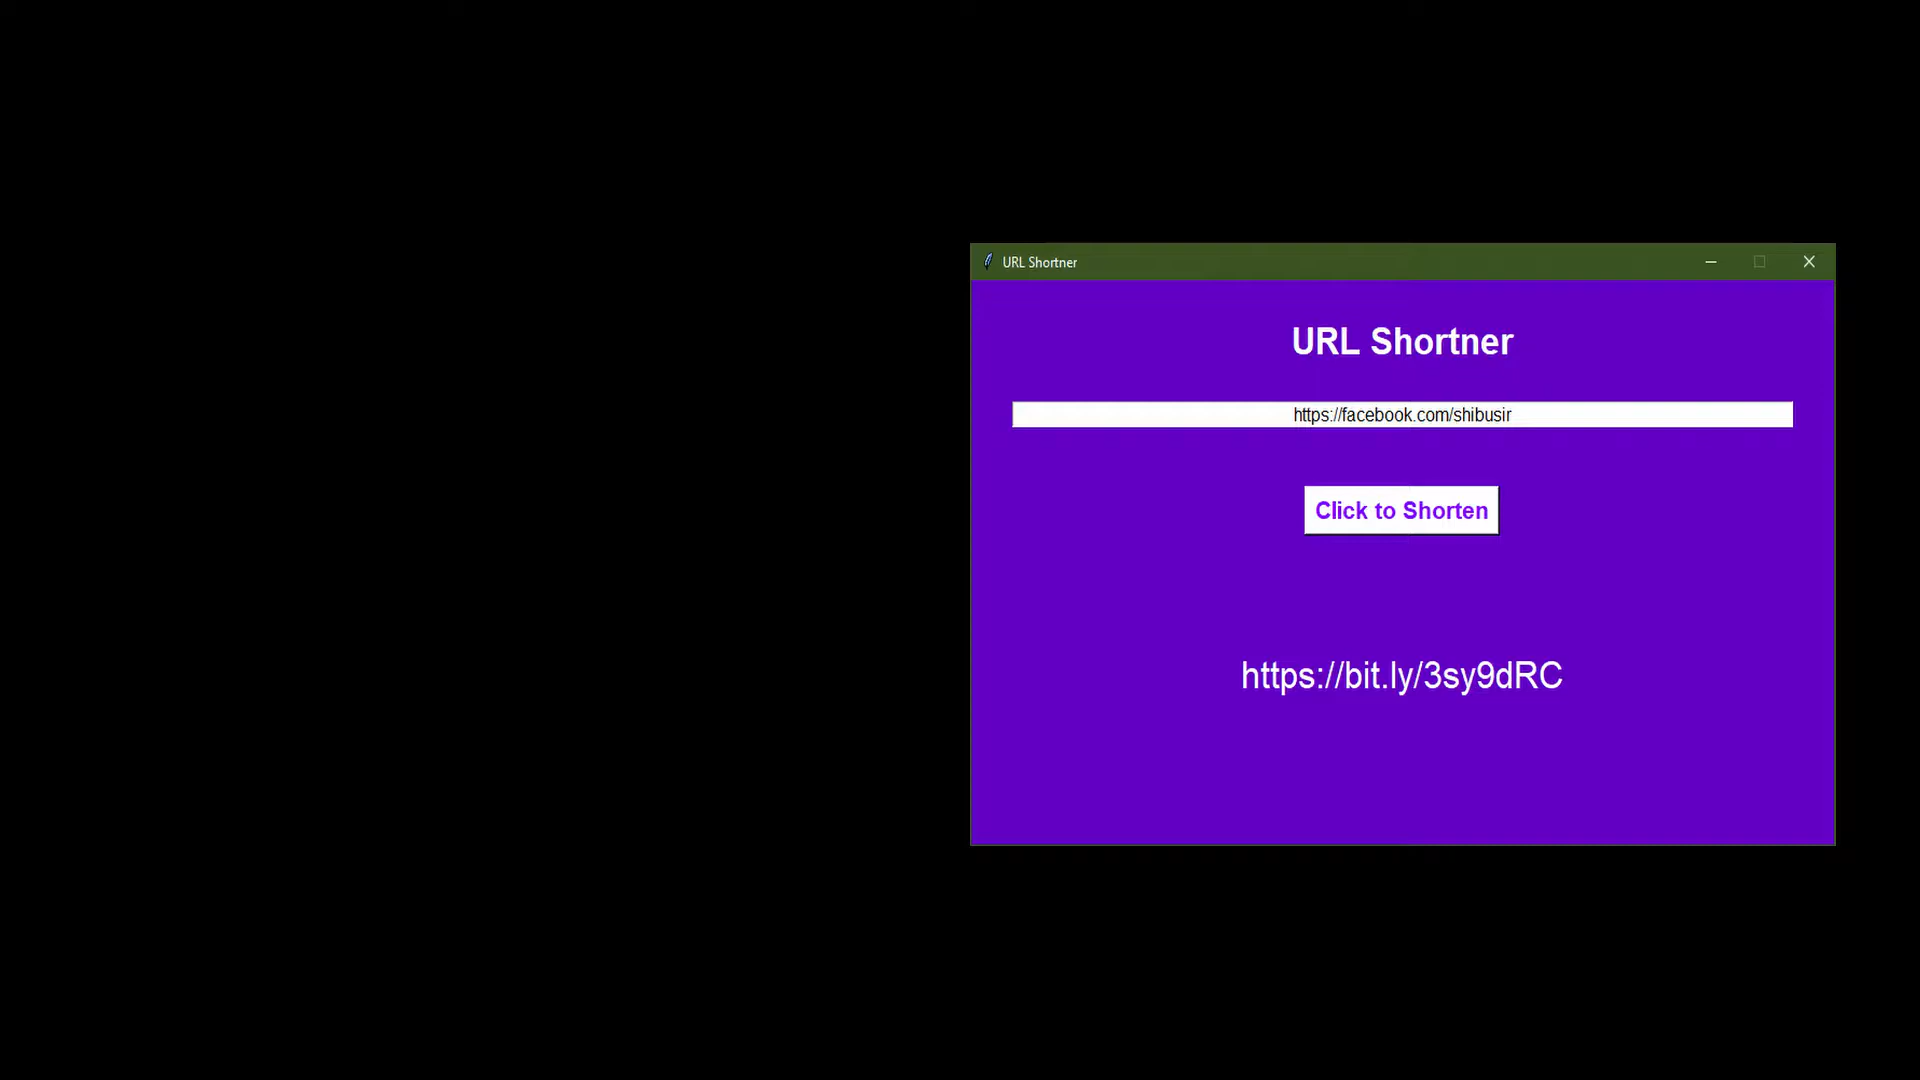 URL Shortner
URL Shortner
https://facebook.com/shibusir
Click to Shorten
https://bit.ly/3sy9dRC